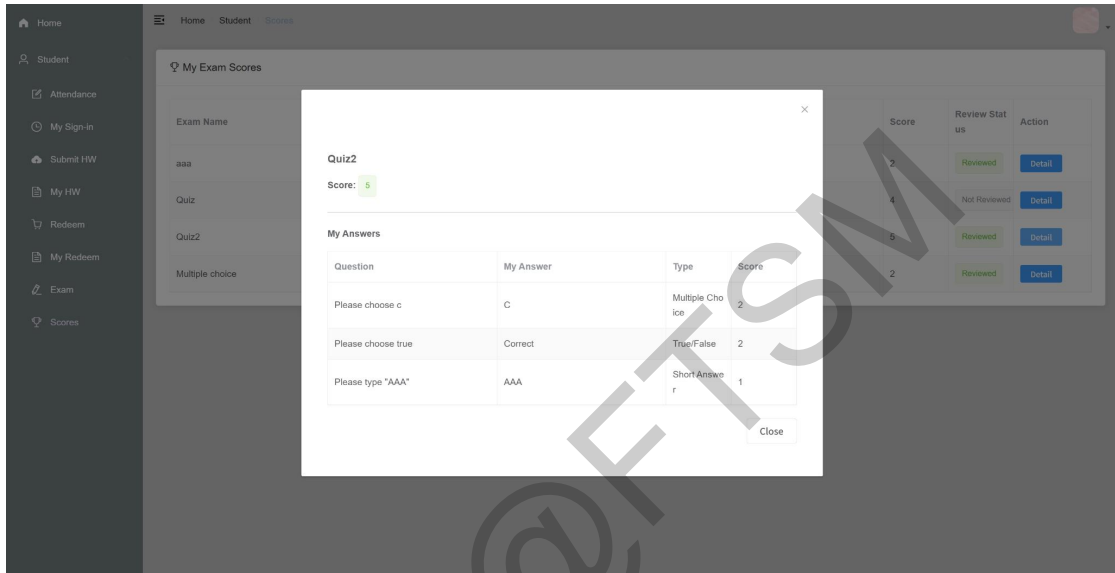 Home
Home Student Scores
Student
My Exam Scores
Attendance
Exam Name Score Review Stat
us Action
My Sign-in
Submit HW
aaa 2 Reviewed Detail
My HW
Quiz 4 Not Reviewed Detail
Redeem
Quiz2 5 Reviewed Detail
My Redeem
Multiple choice 2 Reviewed Detail
Exam
Scores
Quiz2
Score: 5
My Answers
Question My Answer Type Score
Please choose c C Multiple Cho
ice 2
Please choose true Correct True/False 2
Please type "AAA" AAA Short Answe
r 1
Close
@FTSM